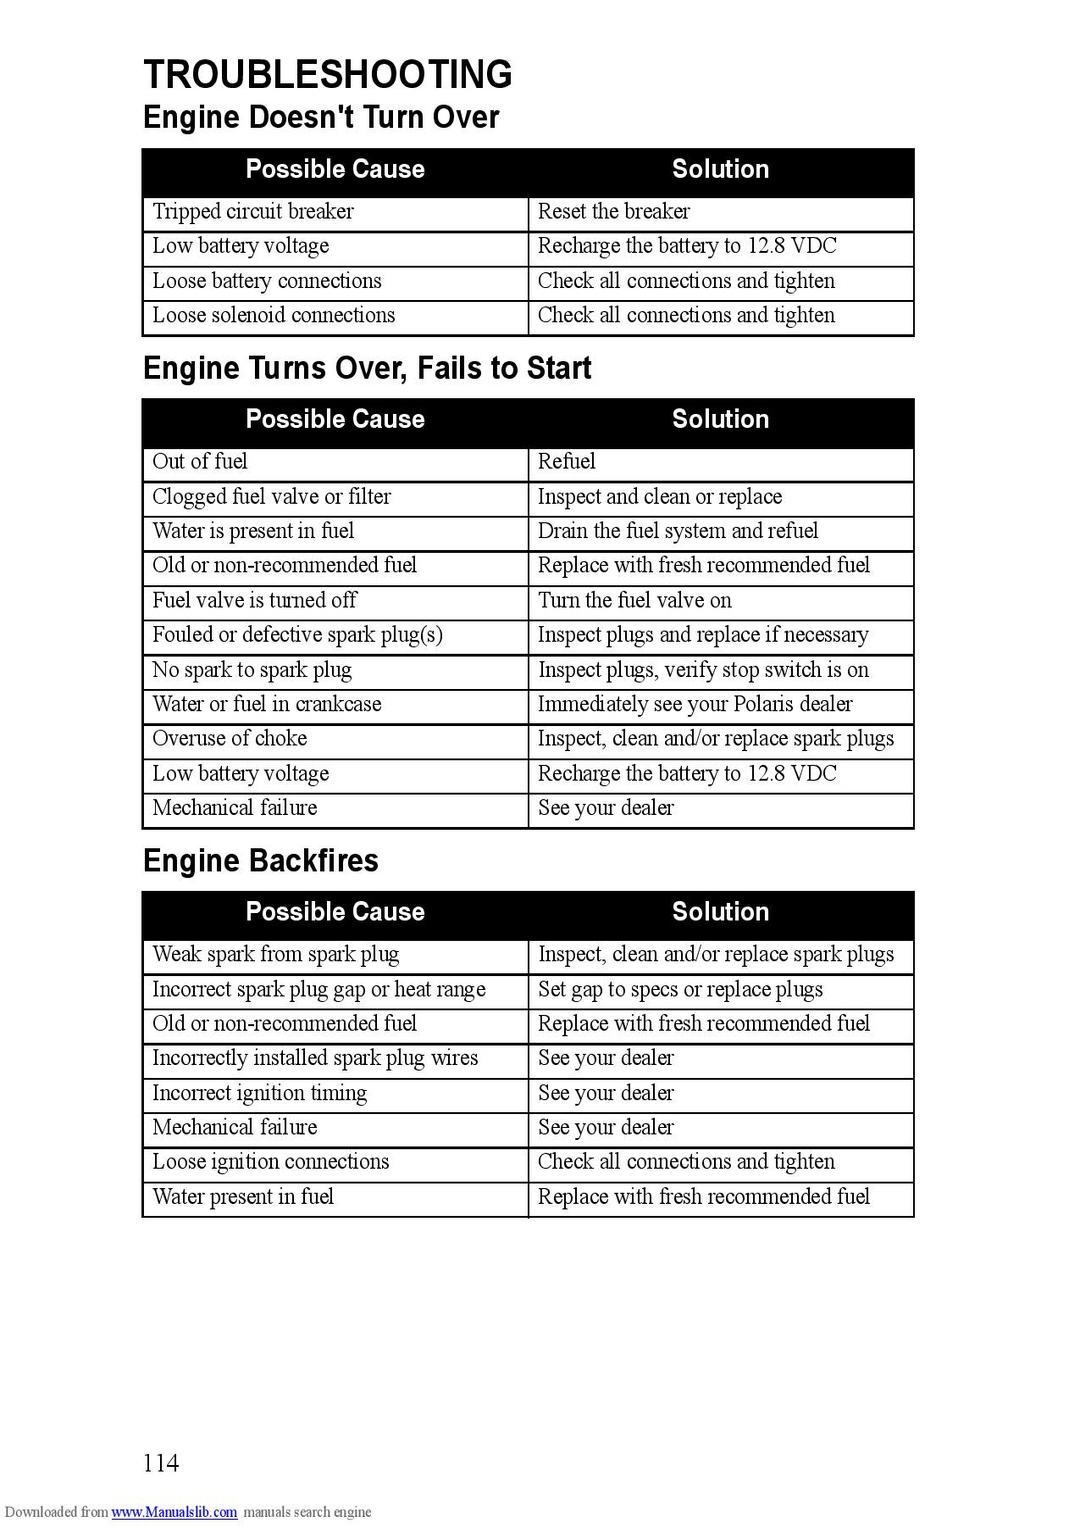 TROUBLESHOOTING
Engine Doesn't Turn Over
Possible Cause Solution
Tripped circuit breaker Reset the breaker
Low battery voltage Recharge the battery to 12.8 VDC
Loose battery connections Check all connections and tighten
Loose solenoid connections Check all connections and tighten
Engine Turns Over, Fails to Start
Possible Cause Solution
Out of fuel Refuel
Clogged fuel valve or filter Inspect and clean or replace
Water is present in fuel Drain the fuel system and refuel
Old or non-recommended fuel Replace with fresh recommended fuel
Fuel valve is turned off Turn the fuel valve on
Fouled or defective spark plug(s) Inspect plugs and replace if necessary
No spark to spark plug Inspect plugs, verify stop switch is on
Water or fuel in crankcase Immediately see your Polaris dealer
Overuse of choke Inspect, clean and/or replace spark plugs
Low battery voltage Recharge the battery to 12.8 VDC
Mechanical failure See your dealer
Engine Backfires
Possible Cause Solution
Weak spark from spark plug Inspect, clean and/or replace spark plugs
Incorrect spark plug gap or heat range Set gap to specs or replace plugs
Old or non-recommended fuel Replace with fresh recommended fuel
Incorrectly installed spark plug wires See your dealer
Incorrect ignition timing See your dealer
Mechanical failure See your dealer
Loose ignition connections Check all connections and tighten
Water present in fuel Replace with fresh recommended fuel
114
Downloaded from www.Manualslib.com manuals search engine